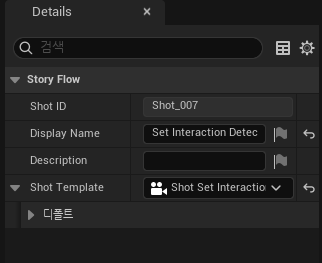 Details ×
검색
Story Flow
Shot ID Shot_007
Display Name Set Interaction Detec
Description
Shot Template Shot Set Interaction
디폴트